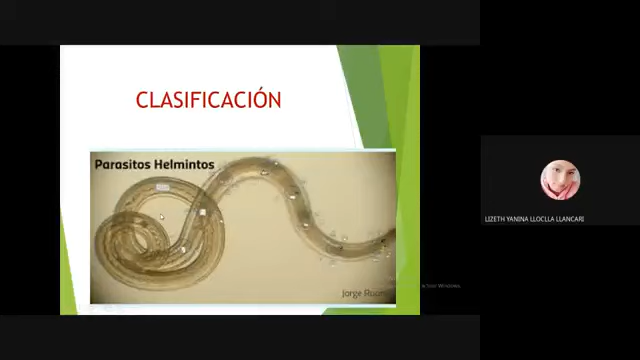 CLASIFICACIÓN
Parasitos Helmintos
Jorge
LIZETH YANINA LLOCLLA LLANCARI